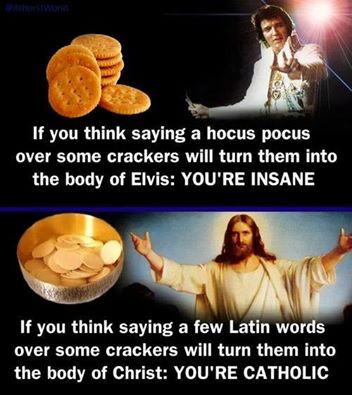 If you think saying a hocus pocus
over some crackers will turn them into
the body of Elvis: YOU'RE INSANE
If you think saying a few Latin words
over some crackers will turn them into
the body of Christ: YOU'RE CATHOLIC